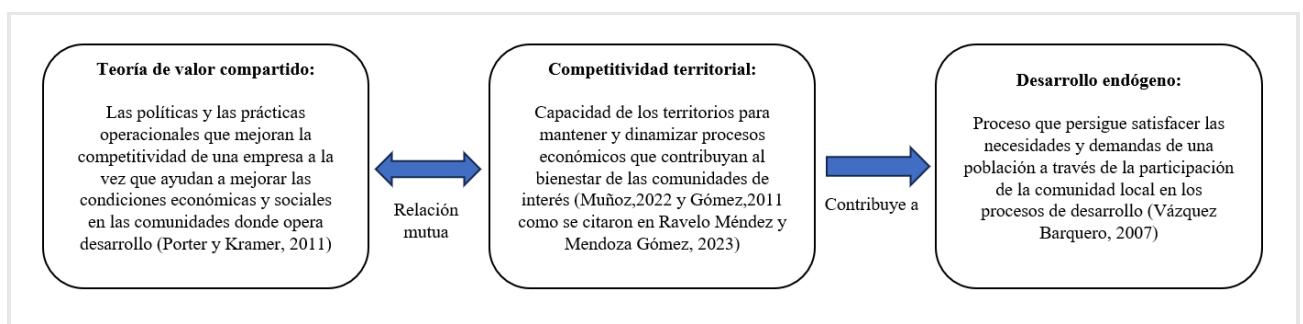 Teoría de valor compartido:
Las políticas y las prácticas
operacionales que mejoran la
competitividad de una empresa a la
vez que ayudan a mejorar las
condiciones económicas y sociales
en las comunidades donde opera
desarrollo (Porter y Kramer, 2011)
Relación
mutua
Competitividad territorial:
Capacidad de los territorios para
mantener y dinamizar procesos
económicos que contribuyan al
bienestar de las comunidades de
interés (Muñoz,2022 y Gómez,2011
como se citaron en Ravelo Méndez y
Mendoza Gómez, 2023)
Contribuye a
Desarrollo endógeno:
Proceso que persigue satisfacer las
necesidades y demandas de una
población a través de la participación
de la comunidad local en los
procesos de desarrollo (Vázquez
Barquero, 2007)